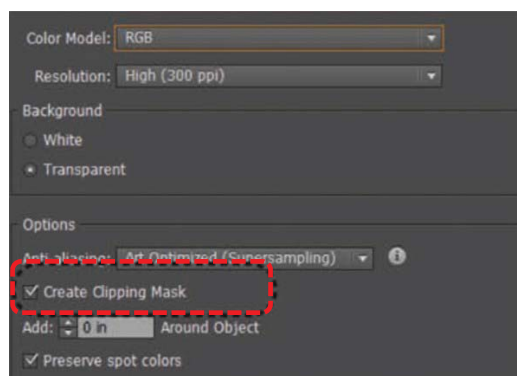 Color Model: RGB
Resolution: High (300 ppi)
Background
White
Transparent
Options
Anti-aliasing: Art Optimized (Supersampling)
Create Clipping Mask
Add: 0 in Around Object
Preserve spot colors